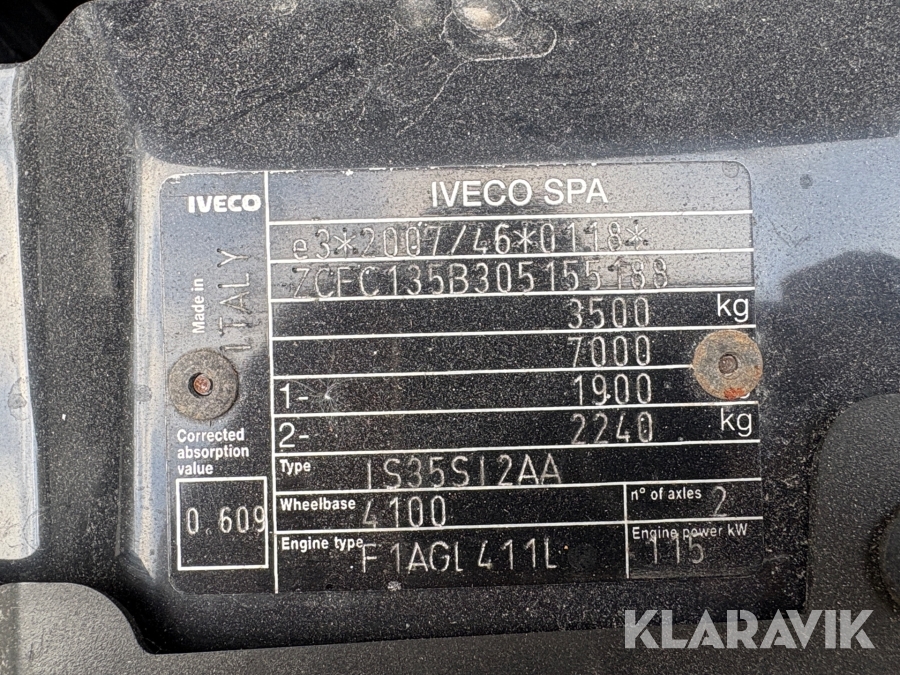 IVECO
IVECO SPA
Made in
ITALY
e3*2007/46*0118*
ZCFC135B305155188
3500 kg
7000
1- 1900
2- 2240 kg
Corrected
absorption
value
0.609
Type IS35SI2AA
Wheelbase 4100
n° of axles 2
Engine type F1AGL411L
Engine power kW
115
KLARAVIK